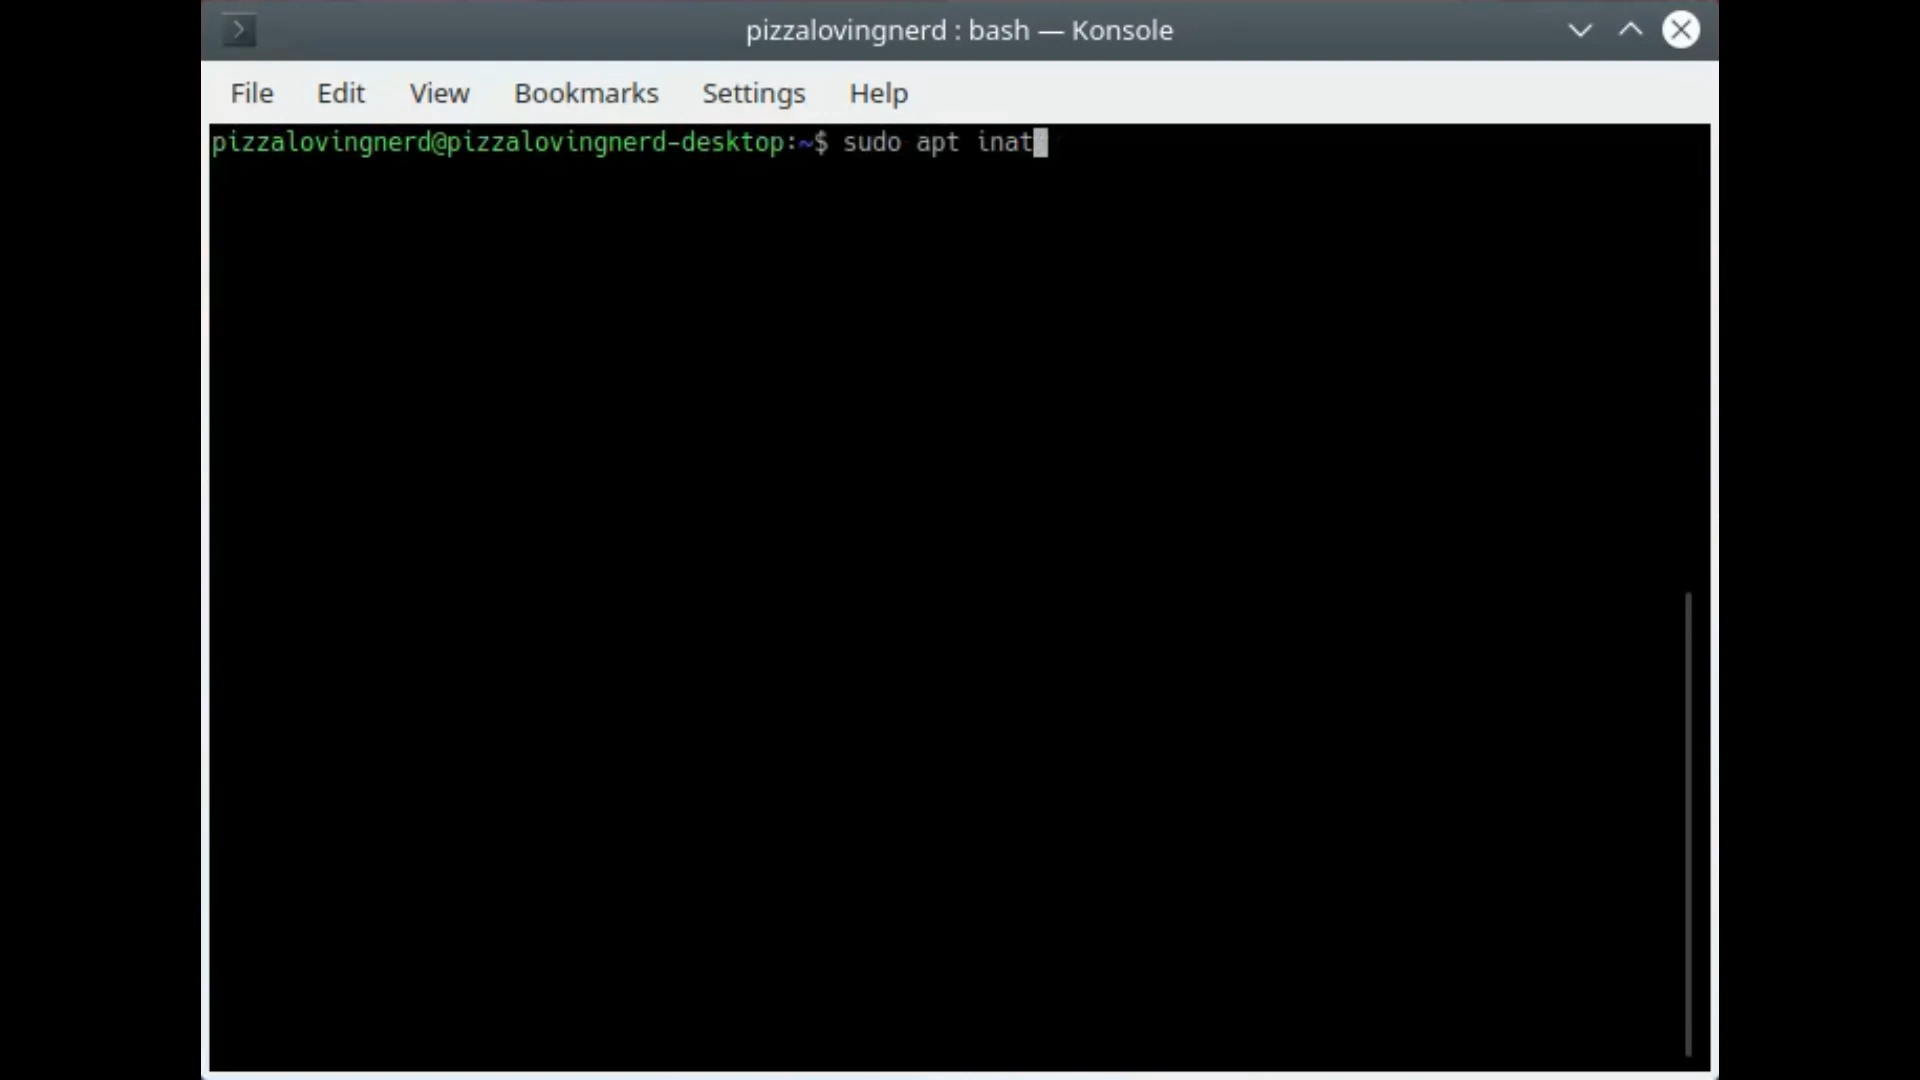 pizzalovingnerd : bash — Konsole
File Edit View Bookmarks Settings Help
pizzalovingnerd@pizzalovingnerd-desktop:~$ sudo apt inat